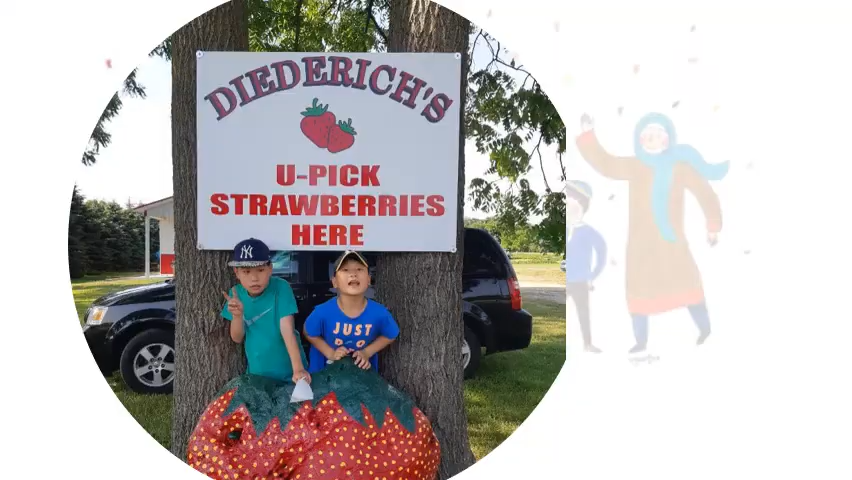 DIEDERICH'S
U-PICK
STRAWBERRIES
HERE
NY
JUST